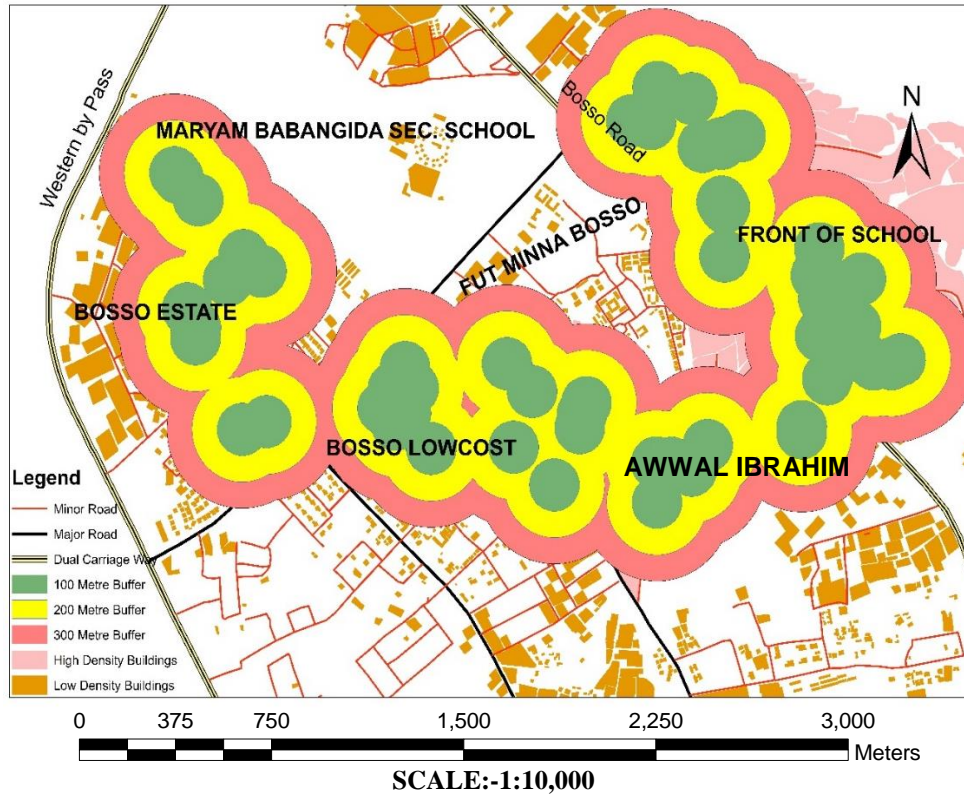 Western by Pass
MARYAM BABANGIDA SEC. SCHOOL
Bosso Road
N
FUT MINNA BOSSO
FRONT OF SCHOOL
BOSSO ESTATE
BOSSO LOWCOST
AWWAL IBRAHIM
Legend
Minor Road
Major Road
Dual Carriage Way
100 Metre Buffer
200 Metre Buffer
300 Metre Buffer
High Density Buildings
Low Density Buildings
0 375 750 1,500 2,250 3,000
Meters
SCALE:-1:10,000